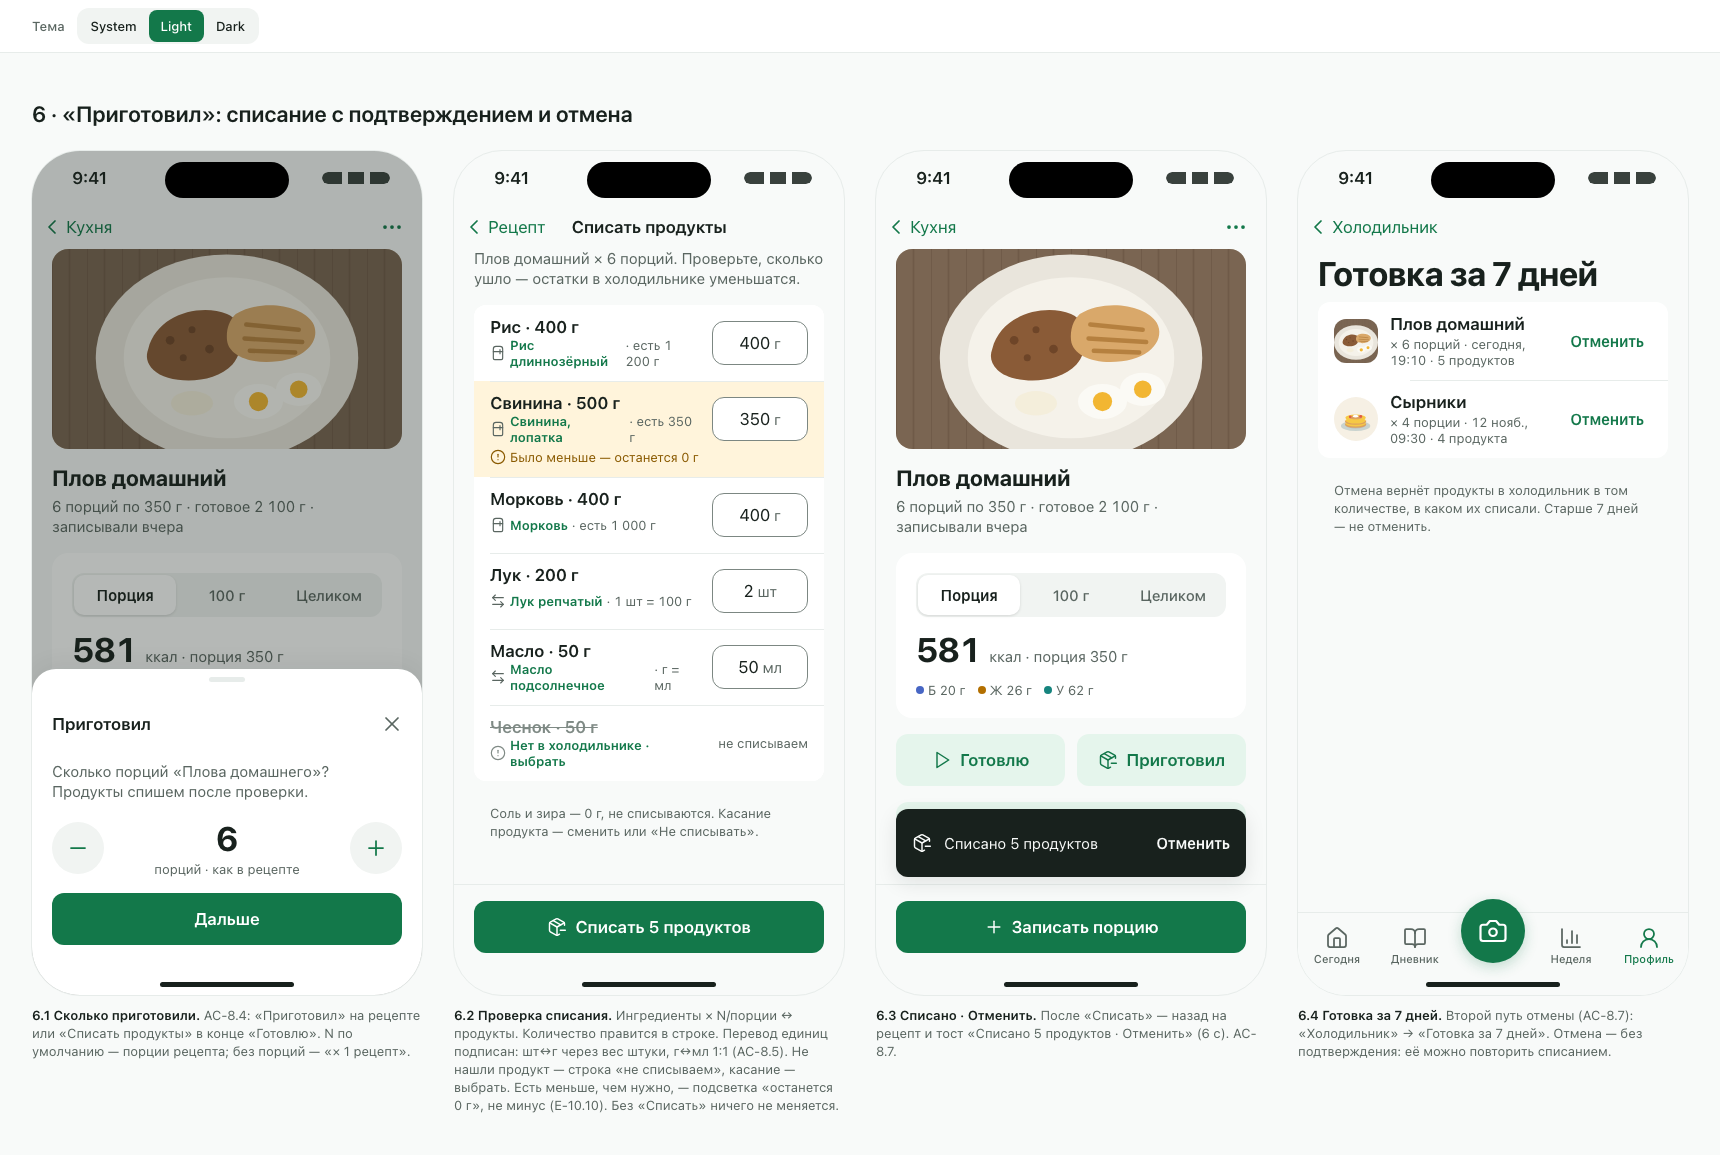 Тема System Light Dark
6 · «Приготовил»: списание с подтверждением и отмена
9:41
Кухня
Плов домашний
6 порций по 350 г · готовое 2 100 г ·
записывали вчера
Порция 100 г Целиком
581 ккал · порция 350 г
Приготовил
Сколько порций «Плова домашнего»?
Продукты спишем после проверки.
6
порций · как в рецепте
Дальше
6.1 Сколько приготовили. AC-8.4: «Приготовил» на рецепте
или «Списать продукты» в конце «Готовлю». N по
умолчанию — порции рецепта; без порций — «× 1 рецепт».
9:41
Рецепт Списать продукты
Плов домашний × 6 порций. Проверьте, сколько
ушло — остатки в холодильнике уменьшатся.
Рис · 400 г
Рис
длиннозёрный
· есть 1
200 г
400 г
Свинина · 500 г
Свинина,
лопатка
· есть 350
г
350 г
Было меньше — останется 0 г
Морковь · 400 г
Морковь · есть 1 000 г
400 г
Лук · 200 г
Лук репчатый · 1 шт = 100 г
2 шт
Масло · 50 г
Масло
подсолнечное
· г =
мл
50 мл
Чеснок · 50 г
Нет в холодильнике ·
выбрать
не списываем
Соль и зира — 0 г, не списываются. Касание
продукта — сменить или «Не списывать».
Списать 5 продуктов
6.2 Проверка списания. Ингредиенты × N/порции ↔
продукты. Количество правится в строке. Перевод единиц
подписан: шт↔г через вес штуки, г↔мл 1:1 (AC-8.5). Не
нашли продукт — строка «не списываем», касание —
выбрать. Есть меньше, чем нужно, — подсветка «останется
0 г», не минус (E-10.10). Без «Списать» ничего не меняется.
9:41
Кухня
Плов домашний
6 порций по 350 г · готовое 2 100 г ·
записывали вчера
Порция 100 г Целиком
581 ккал · порция 350 г
Б 20 г Ж 26 г У 62 г
Готовлю Приготовил
Списано 5 продуктов Отменить
Записать порцию
6.3 Списано · Отменить. После «Списать» — назад на
рецепт и тост «Списано 5 продуктов · Отменить» (6 с). AC-
8.7.
9:41
Холодильник
Готовка за 7 дней
Плов домашний
× 6 порций · сегодня,
19:10 · 5 продуктов
Отменить
Сырники
× 4 порции · 12 нояб.,
09:30 · 4 продукта
Отменить
Отмена вернёт продукты в холодильник в том
количестве, в каком их списали. Старше 7 дней
— не отменить.
Сегодня Дневник Неделя Профиль
6.4 Готовка за 7 дней. Второй путь отмены (AC-8.7):
«Холодильник» → «Готовка за 7 дней». Отмена — без
подтверждения: её можно повторить списанием.